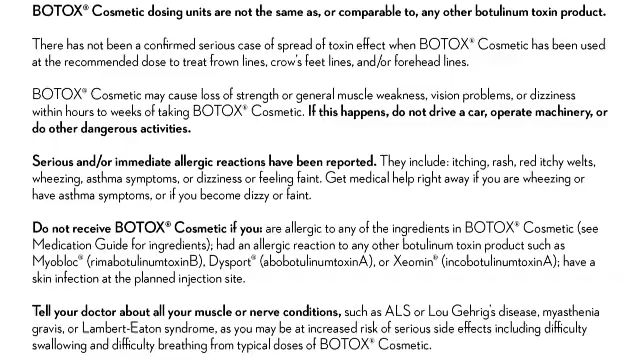 BOTOX® Cosmetic dosing units are not the same as, or comparable to, any other botulinum toxin product.
There has not been a confirmed serious case of spread of toxin effect when BOTOX® Cosmetic has been used
at the recommended dose to treat frown lines, crow's feet lines, and/or forehead lines.
BOTOX® Cosmetic may cause loss of strength or general muscle weakness, vision problems, or dizziness
within hours to weeks of taking BOTOX® Cosmetic. If this happens, do not drive a car, operate machinery, or
do other dangerous activities.
Serious and/or immediate allergic reactions have been reported. They include: itching, rash, red itchy welts,
wheezing, asthma symptoms, or dizziness or feeling faint. Get medical help right away if you are wheezing or
have asthma symptoms, or if you become dizzy or faint.
Do not receive BOTOX® Cosmetic if you: are allergic to any of the ingredients in BOTOX® Cosmetic (see
Medication Guide for ingredients); had an allergic reaction to any other botulinum toxin product such as
Myobloc® (rimabotulinumtoxinB), Dysport® (abobotulinumtoxinA), or Xeomin® (incobotulinumtoxinA); have a
skin infection at the planned injection site.
Tell your doctor about all your muscle or nerve conditions, such as ALS or Lou Gehrig's disease, myasthenia
gravis, or Lambert-Eaton syndrome, as you may be at increased risk of serious side effects including difficulty
swallowing and difficulty breathing from typical doses of BOTOX® Cosmetic.